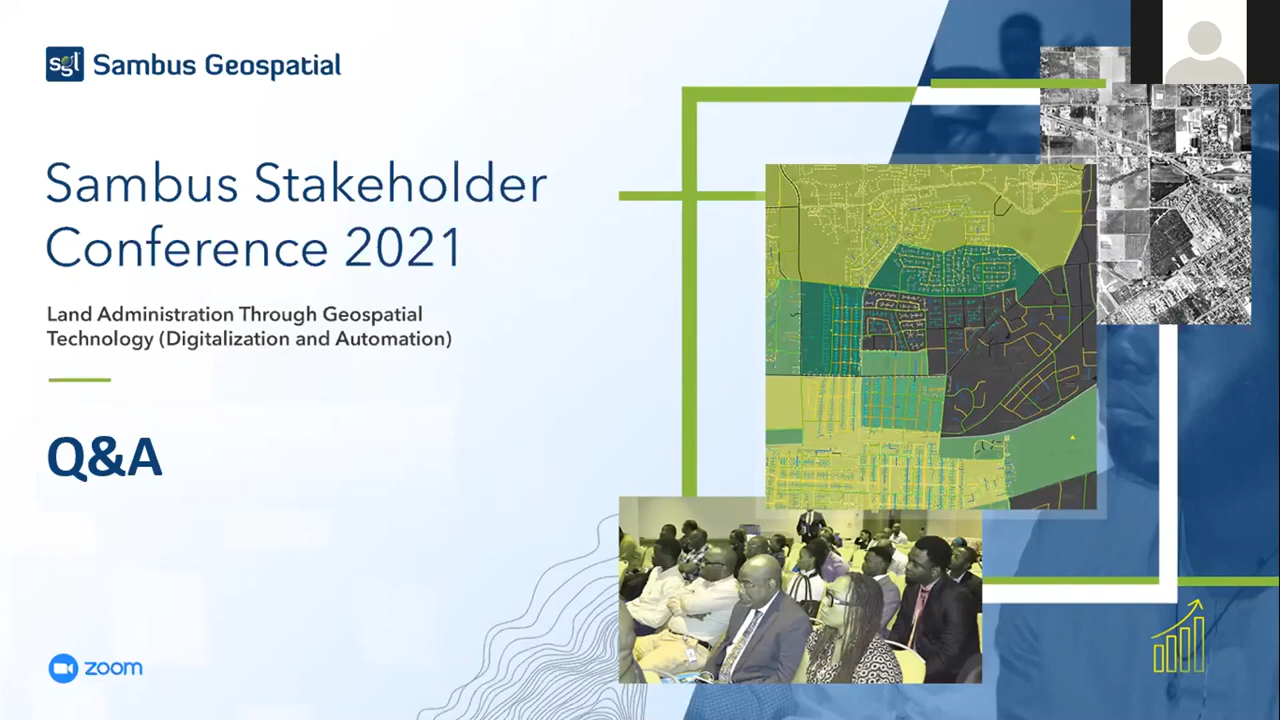 sgl Sambus Geospatial
Sambus Stakeholder
Conference 2021
Land Administration Through Geospatial
Technology (Digitalization and Automation)
Q&A
zoom